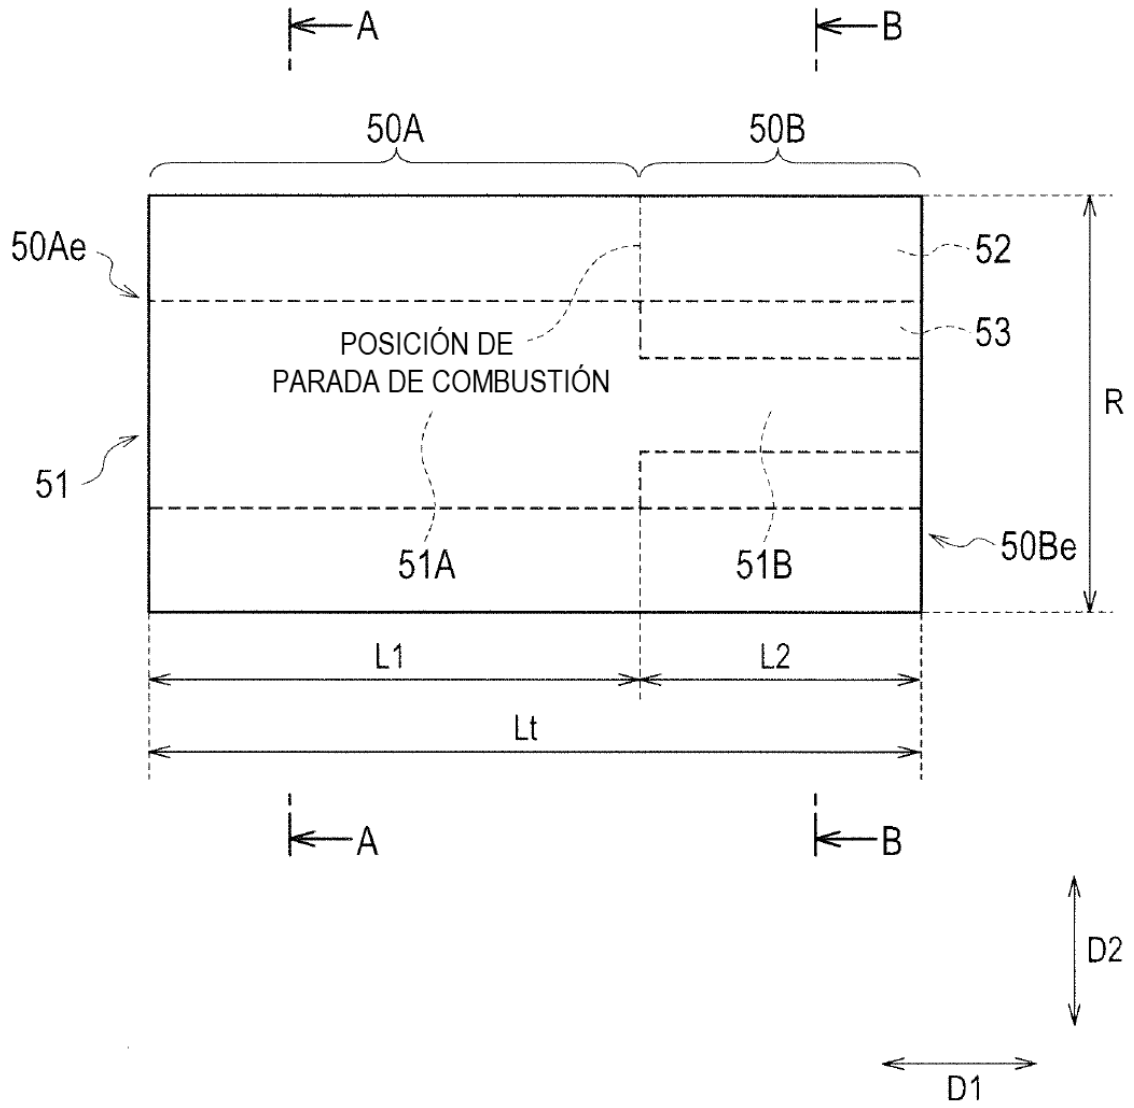 A
B
50A
50B
50Ae
52
53
POSICIÓN DE
PARADA DE COMBUSTIÓN
R
51
51A
51B
50Be
L1
L2
Lt
A
B
D2
D1